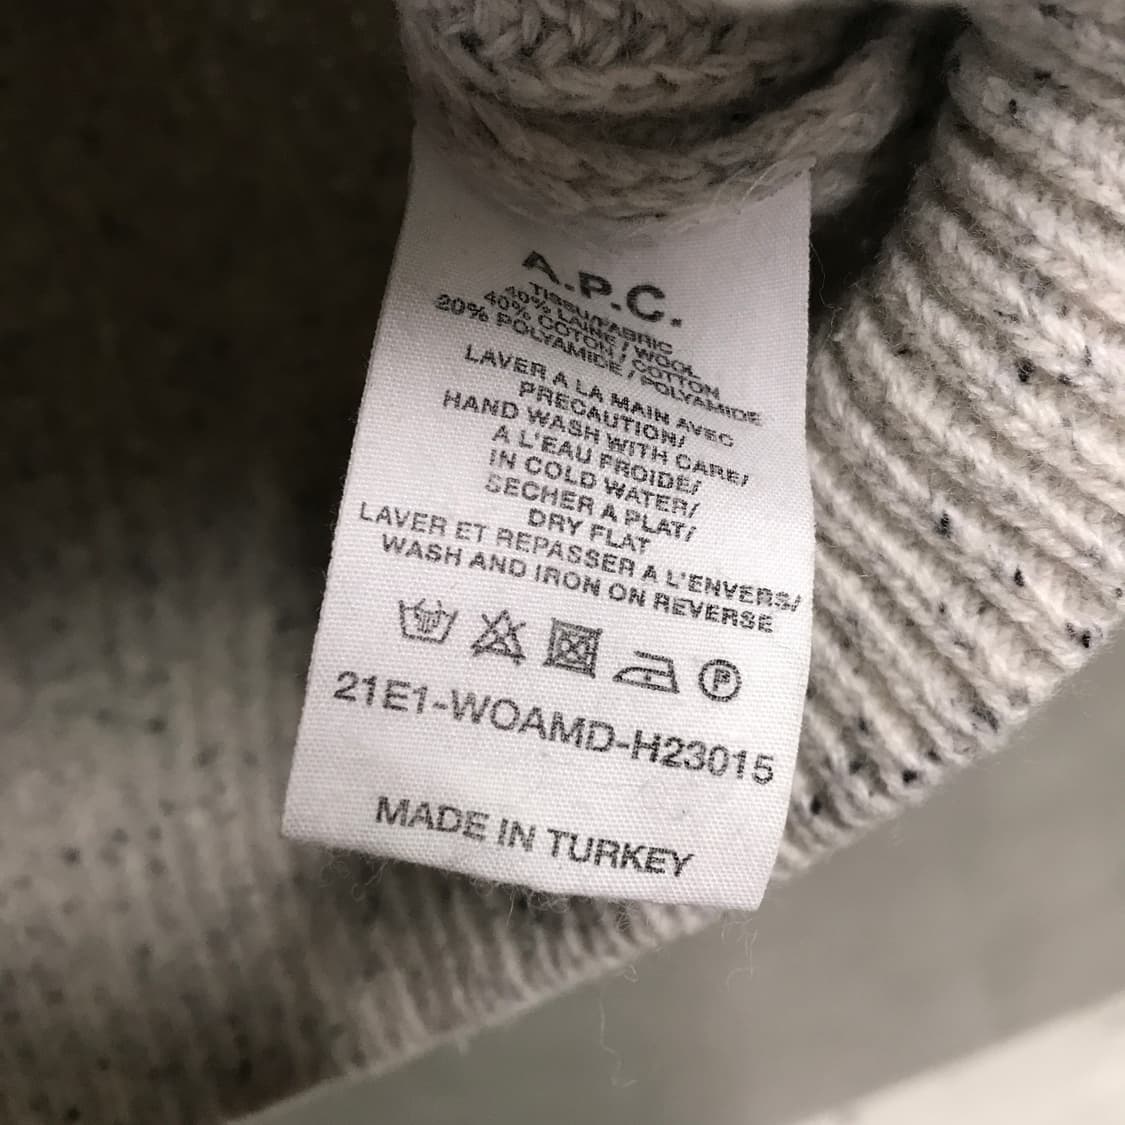 A.P.C.
TISSU/FABRIC
40% LAINE / WOOL
40% COTON / COTTON
20% POLYAMIDE / POLYAMIDE
LAVER A LA MAIN AVEC
PRECAUTION/
HAND WASH WITH CARE/
A L'EAU FROIDE/
IN COLD WATER/
SECHER A PLAT/
DRY FLAT
LAVER ET REPASSER A L'ENVERS/
WASH AND IRON ON REVERSE
P
21E1-WOAMD-H23015
MADE IN TURKEY